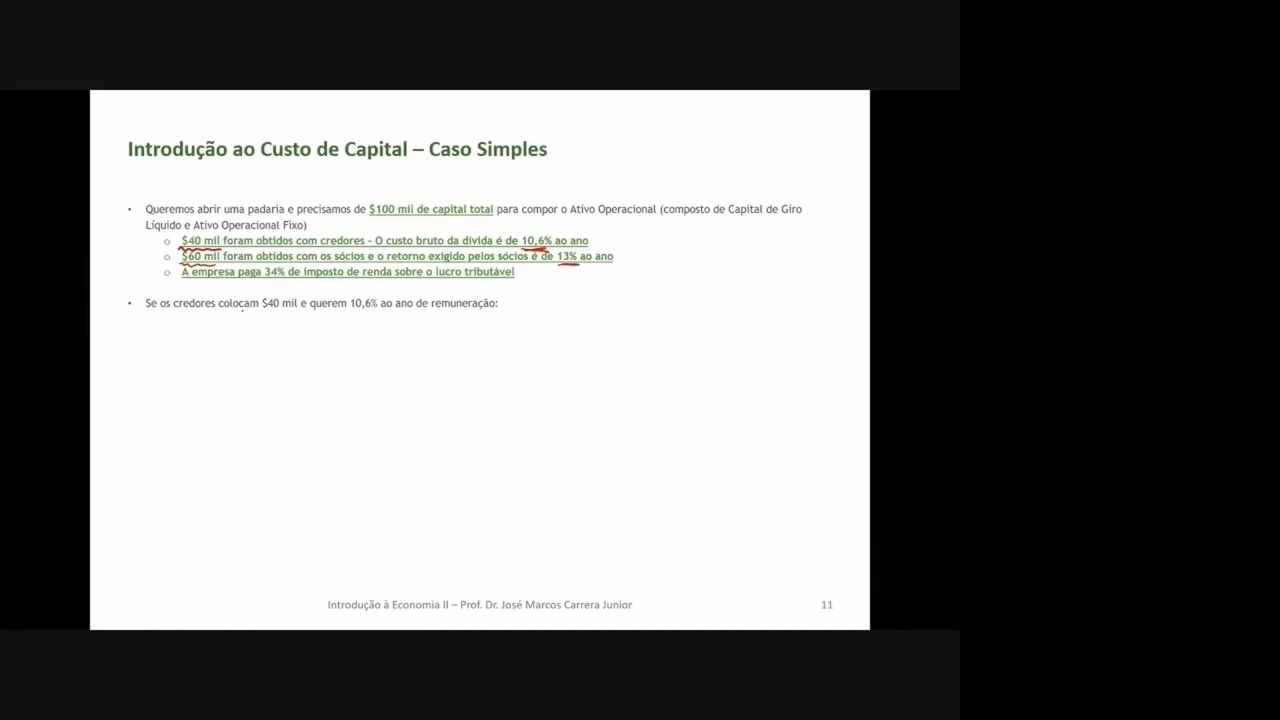 Introdução ao Custo de Capital – Caso Simples
• Queremos abrir uma padaria e precisamos de $100 mil de capital total para compor o Ativo Operacional (composto de Capital de Giro
Líquido e Ativo Operacional Fixo)
o $40 mil foram obtidos com credores - O custo bruto da dívida é de 10,6% ao ano
o $60 mil foram obtidos com os sócios e o retorno exigido pelos sócios é de 13% ao ano
o A empresa paga 34% de imposto de renda sobre o lucro tributável
• Se os credores colocam $40 mil e querem 10,6% ao ano de remuneração:
Introdução à Economia II – Prof. Dr. José Marcos Carrera Junior
11